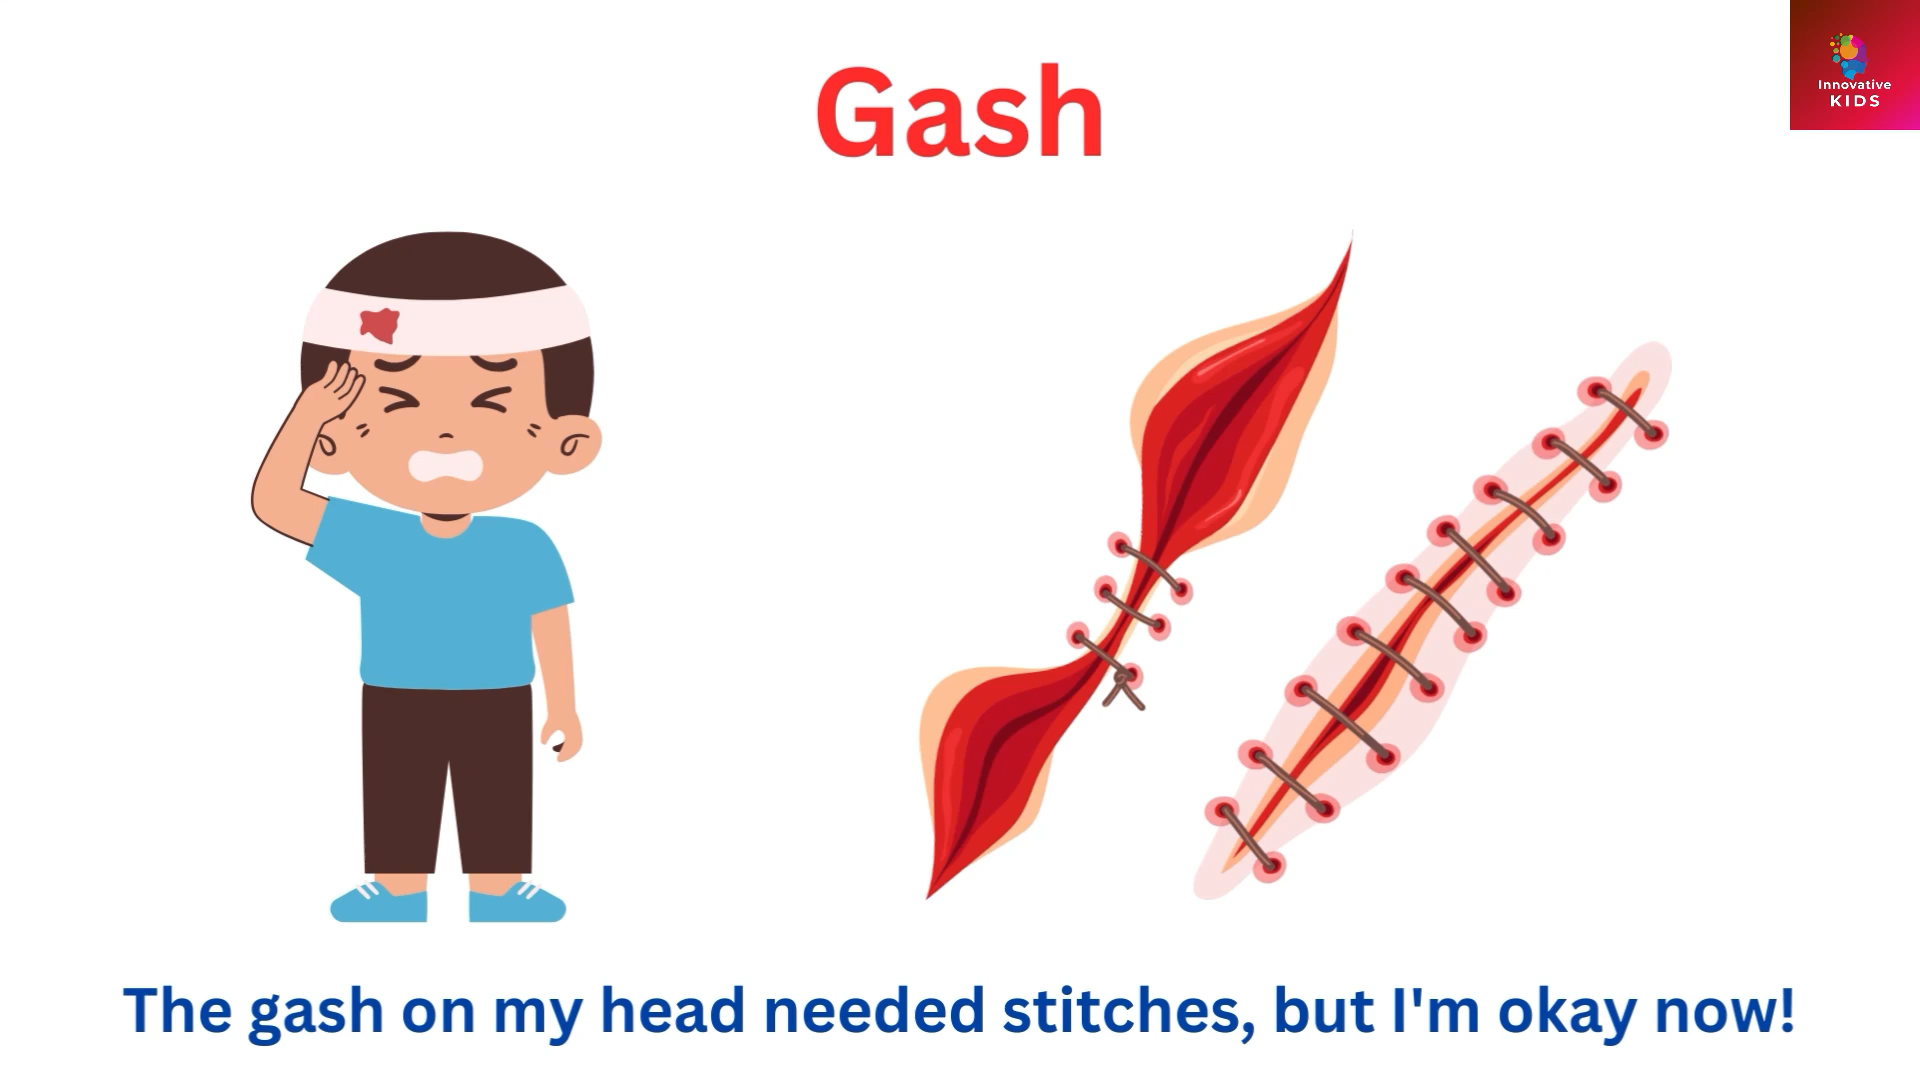 Gash
Innovative
KIDS
The gash on my head needed stitches, but I'm okay now!